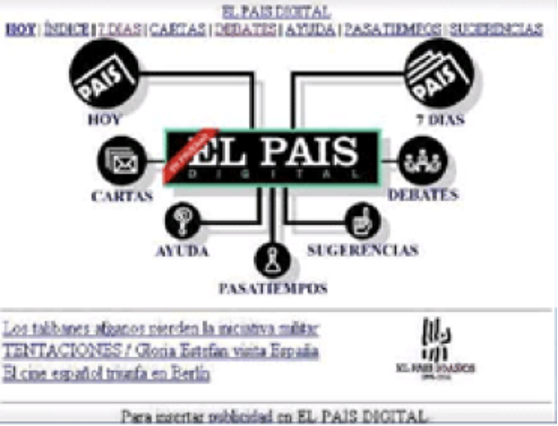 EL PAIS DIGITAL
HOY | ÍNDICE | 7 DIAS | CARTAS | DEBATES | AYUDA | PASATIEMPOS | SUGERENCIAS
PAIS
PAIS
HOY
7 DIAS
EL PAIS
DIGITAL
CARTAS
DEBATES
AYUDA
SUGERENCIAS
PASATIEMPOS
Los talibanes afganos pierden la iniciativa militar
TENTACIONES / Gloria Estefan visita España
El cine español triunfa en Berlín
EL PAIS 20 AÑOS
Para insertar publicidad en EL PAIS DIGITAL